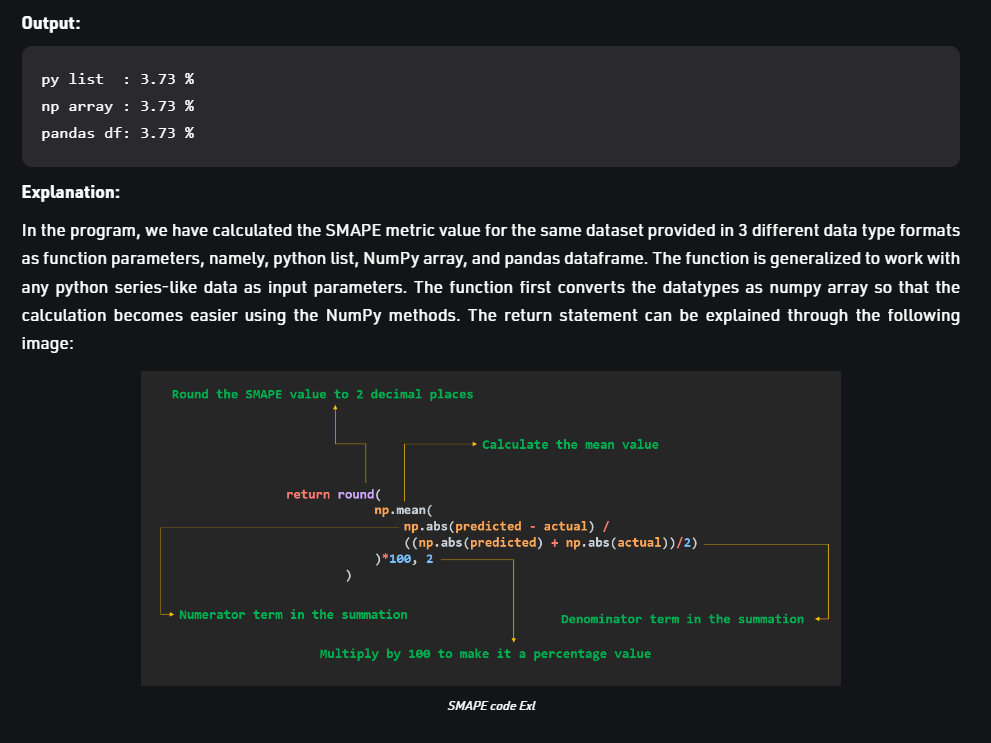 Output:
py list  : 3.73 %
np array : 3.73 %
pandas df: 3.73 %
Explanation:
In the program, we have calculated the SMAPE metric value for the same dataset provided in 3 different data type formats
as function parameters, namely, python list, NumPy array, and pandas dataframe. The function is generalized to work with
any python series-like data as input parameters. The function first converts the datatypes as numpy array so that the
calculation becomes easier using the NumPy methods. The return statement can be explained through the following
image:
Round the SMAPE value to 2 decimal places
Calculate the mean value
return round(
np.mean(
np.abs(predicted - actual) /
((np.abs(predicted) + np.abs(actual))/2)
)*100, 2
)
Numerator term in the summation
Denominator term in the summation
Multiply by 100 to make it a percentage value
SMAPE code Exl